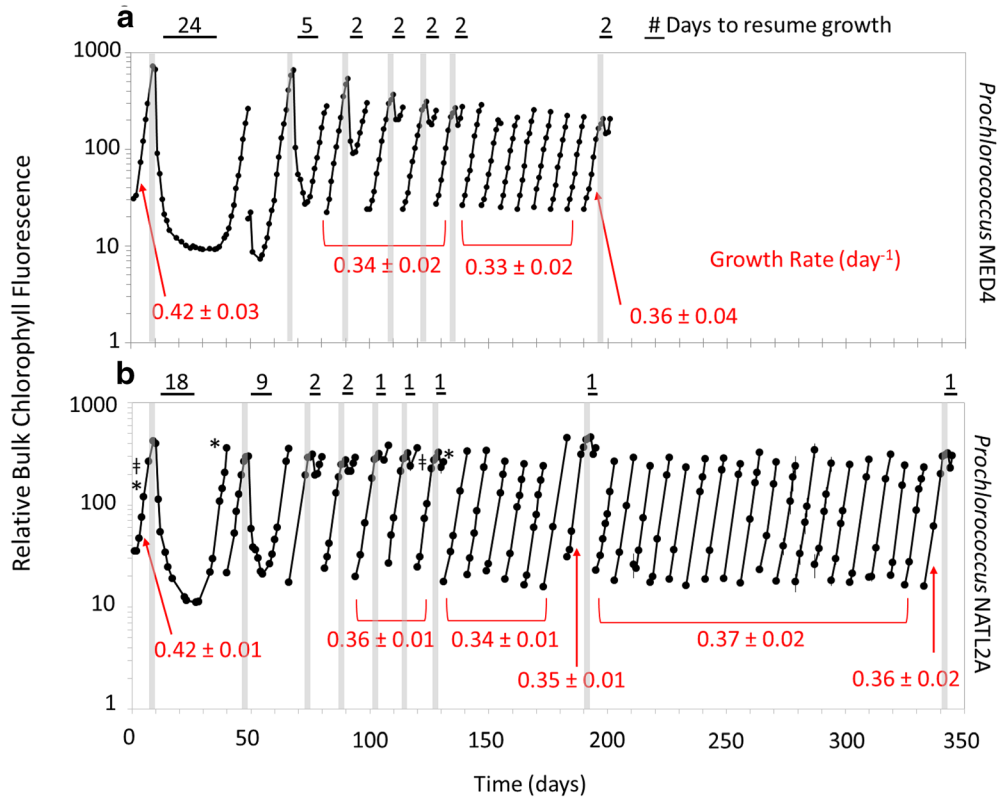 a
24 5 2 2 2 2 2 # Days to resume growth
1000
100
10
1
0.42 ± 0.03
0.34 ± 0.02
0.33 ± 0.02
0.36 ± 0.04
Growth Rate (day-1)
Prochlorococcus MED4
Relative Bulk Chlorophyll Fluorescence
b
18 9 2 2 1 1 1 1 1
1000
100
10
1
‡
*
*
‡
*
0.42 ± 0.01
0.36 ± 0.01
0.34 ± 0.01
0.35 ± 0.01
0.37 ± 0.02
0.36 ± 0.02
Prochlorococcus NATL2A
0 50 100 150 200 250 300 350
Time (days)